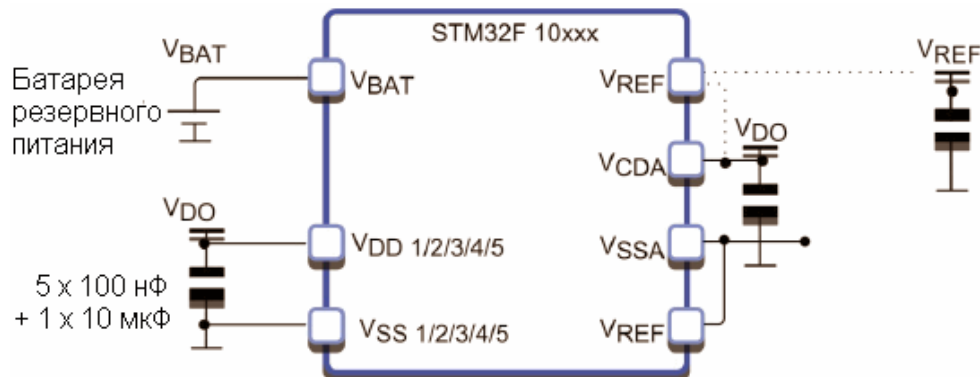 STM32F 10xxx
VBAT
Батарея
резервного
питания
VBAT
VREF
VREF
VDO
VCDA
VDO
VDD 1/2/3/4/5
VSSA
5 x 100 нФ
+ 1 x 10 мкФ
VSS 1/2/3/4/5
VREF